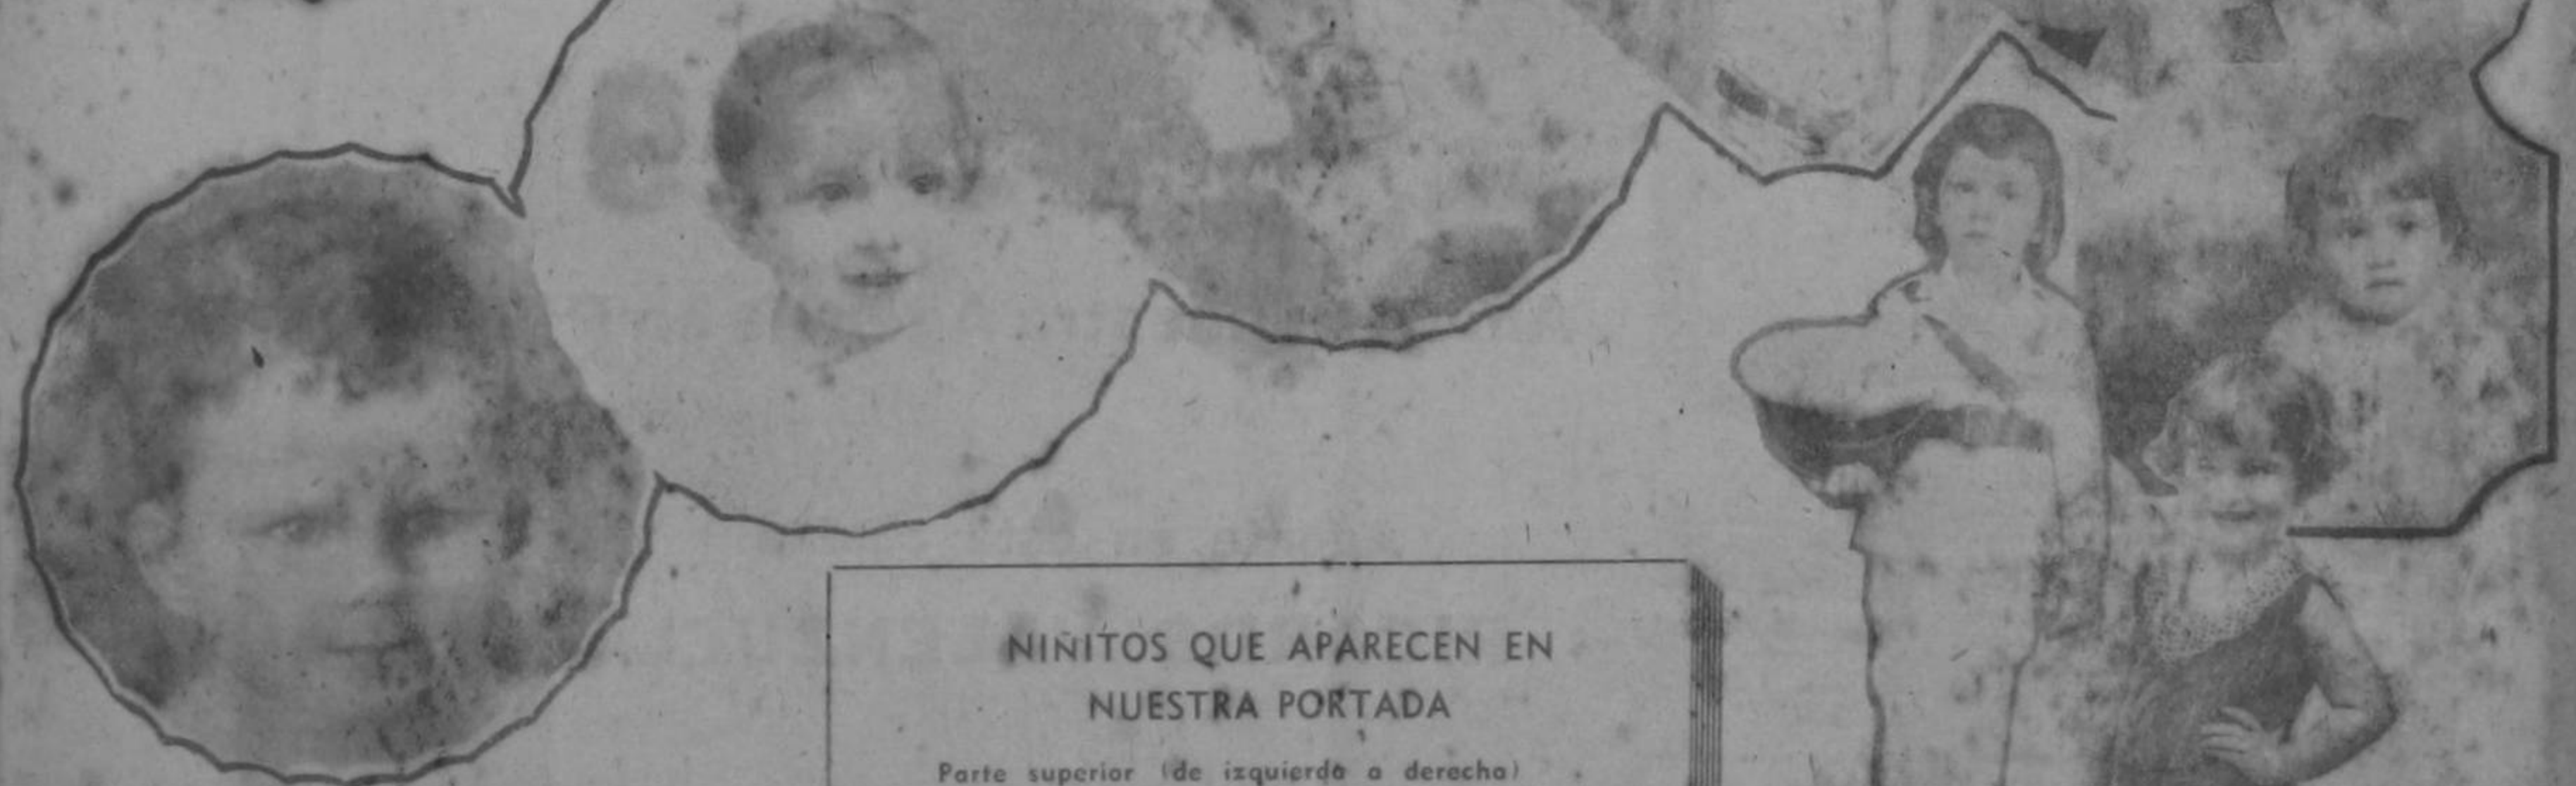 NIÑITOS QUE APARECEN EN
NUESTRA PORTADA
Parte superior (de izquierda a derecha)